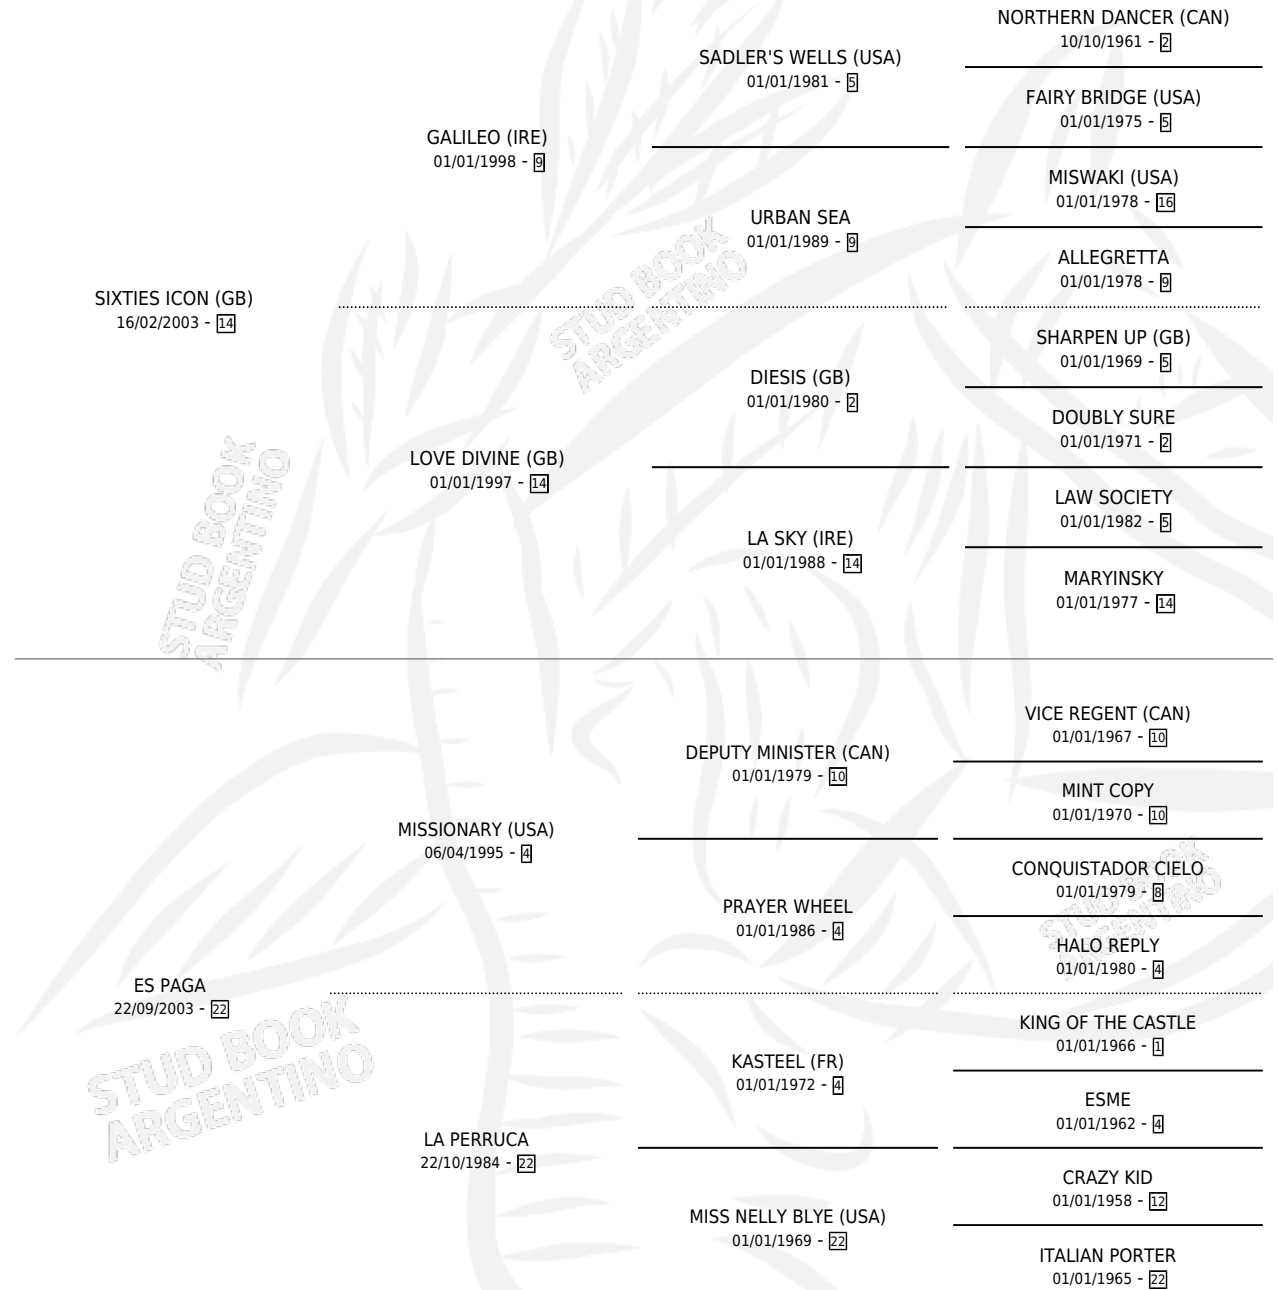 NORTHERN DANCER (CAN)
10/10/1961 - 2
SADLER'S WELLS (USA)
01/01/1981 - 5
FAIRY BRIDGE (USA)
01/01/1975 - 5
GALILEO (IRE)
01/01/1998 - 9
MISWAKI (USA)
01/01/1978 - 16
URBAN SEA
01/01/1989 - 9
ALLEGRETTA
01/01/1978 - 9
SIXTIES ICON (GB)
16/02/2003 - 14
STUD BOOK
ARGENTINO
SHARPEN UP (GB)
01/01/1969 - 5
DIESIS (GB)
01/01/1980 - 2
DOUBLY SURE
01/01/1971 - 2
LOVE DIVINE (GB)
01/01/1997 - 14
LAW SOCIETY
01/01/1982 - 5
LA SKY (IRE)
01/01/1988 - 14
MARYINSKY
01/01/1977 - 14
STUD BOOK
ARGENTINO
VICE REGENT (CAN)
01/01/1967 - 10
DEPUTY MINISTER (CAN)
01/01/1979 - 10
MINT COPY
01/01/1970 - 10
MISSIONARY (USA)
06/04/1995 - 4
CONQUISTADOR CIELO
01/01/1979 - 8
PRAYER WHEEL
01/01/1986 - 4
HALO REPLY
01/01/1980 - 4
STUD BOOK
ARGENTINO
ES PAGA
22/09/2003 - 22
STUD BOOK
ARGENTINO
KING OF THE CASTLE
01/01/1966 - 1
KASTEEL (FR)
01/01/1972 - 4
ESME
01/01/1962 - 4
LA PERRUCA
22/10/1984 - 22
CRAZY KID
01/01/1958 - 12
MISS NELLY BLYE (USA)
01/01/1969 - 22
ITALIAN PORTER
01/01/1965 - 22